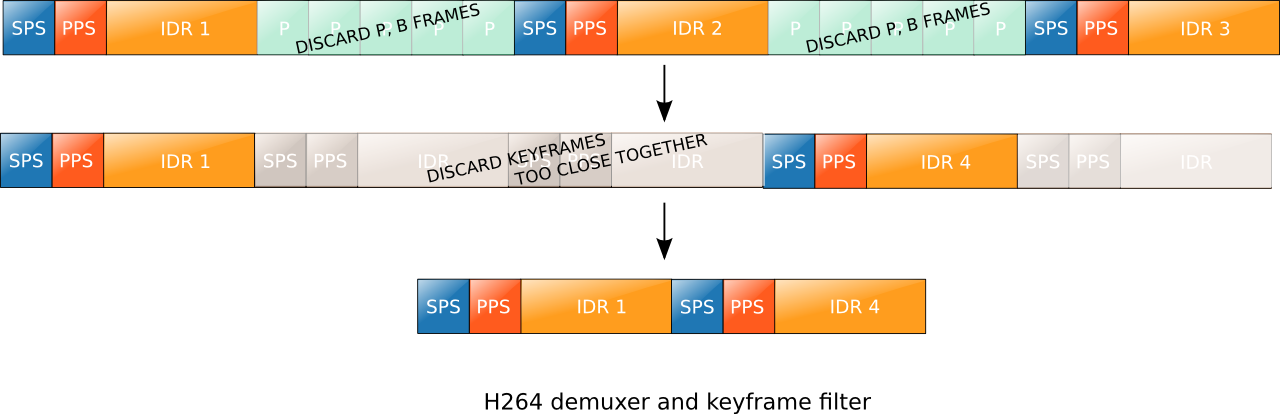 SPS PPS IDR 1 P P P P P SPS PPS IDR 2 P P P P P SPS PPS IDR 3
DISCARD P, B FRAMES DISCARD P, B FRAMES
SPS PPS IDR 1 SPS PPS IDR SPS PPS IDR SPS PPS IDR 4 SPS PPS IDR
DISCARD KEYFRAMES
TOO CLOSE TOGETHER
SPS PPS IDR 1 SPS PPS IDR 4
H264 demuxer and keyframe filter